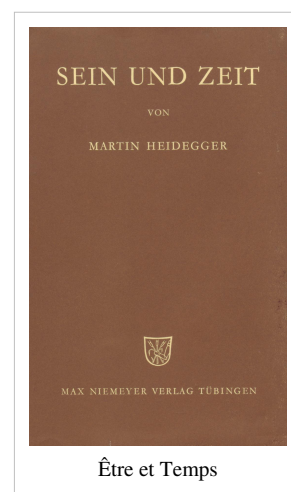 SEIN UND ZEIT
VON
MARTIN HEIDEGGER
MAX NIEMEYER VERLAG TÜBINGEN
Être et Temps